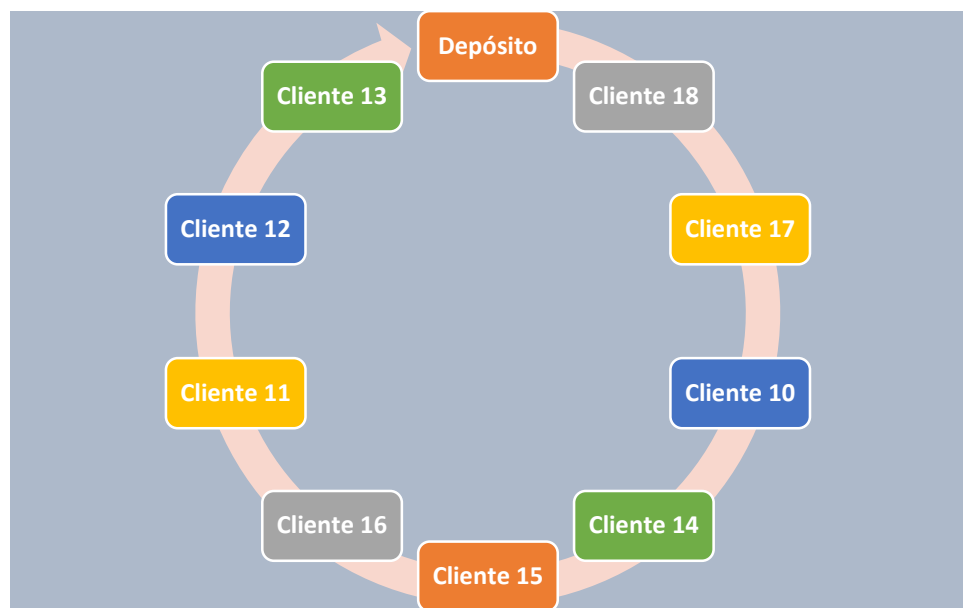 Depósito
Cliente 18
Cliente 17
Cliente 10
Cliente 14
Cliente 15
Cliente 16
Cliente 11
Cliente 12
Cliente 13